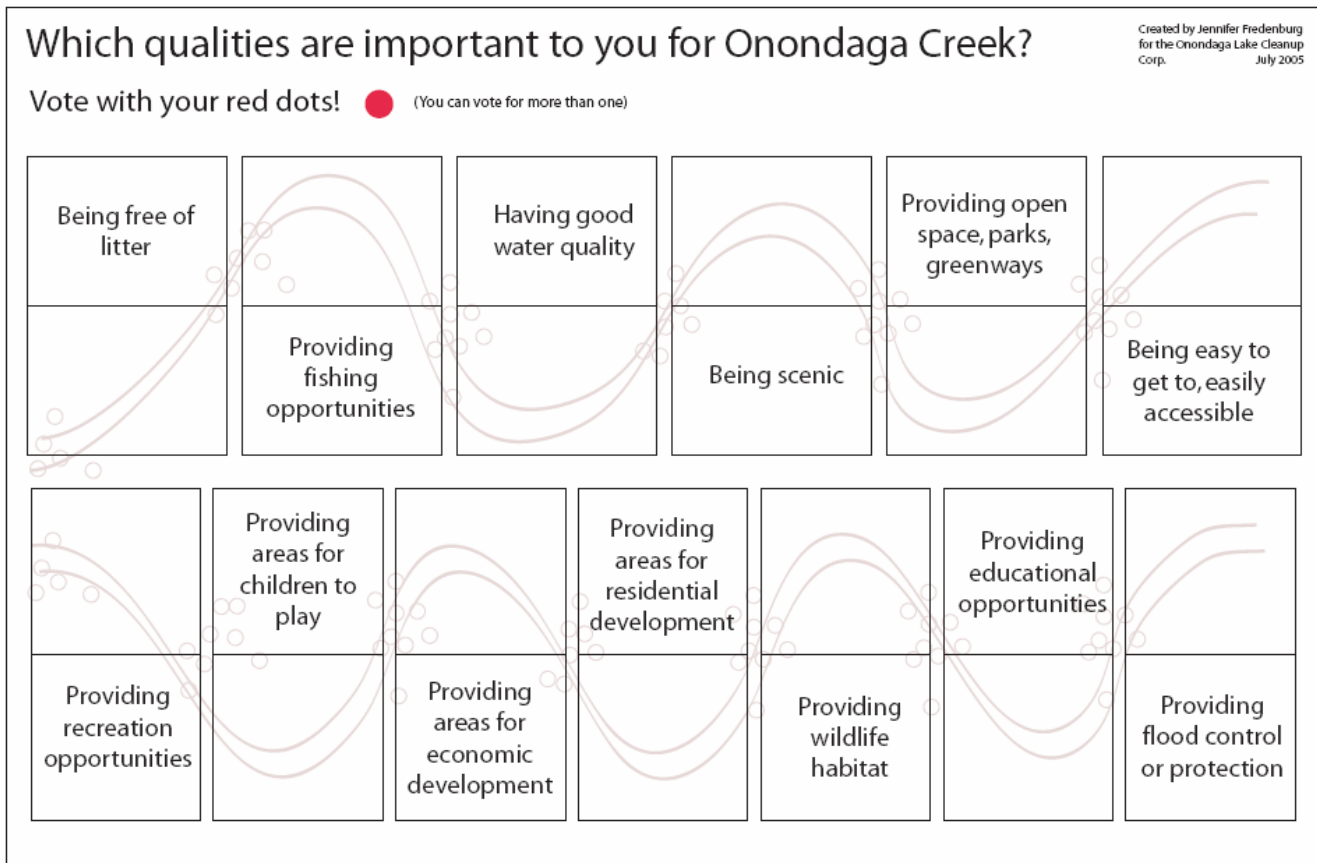 Which qualities are important to you for Onondaga Creek?
Created by Jennifer Fredenburg
for the Onondaga Lake Cleanup
Corp. July 2005
Vote with your red dots! (You can vote for more than one)
Being free of
litter
Providing
fishing
opportunities
Having good
water quality
Being scenic
Providing open
space, parks,
greenways
Being easy to
get to, easily
accessible
Providing
recreation
opportunities
Providing
areas for
children to
play
Providing
areas for
economic
development
Providing
areas for
residential
development
Providing
wildlife
habitat
Providing
educational
opportunities
Providing
flood control
or protection